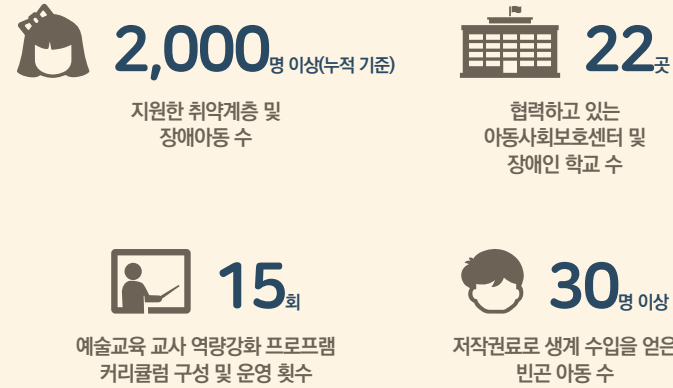 2,000명 이상(누적 기준)
지원한 취약계층 및
장애아동 수
22곳
협력하고 있는
아동사회보호센터 및
장애인 학교 수
15회
예술교육 교사 역량강화 프로프램
커리큘럼 구성 및 운영 횟수
30명 이상
저작권료로 생계 수입을 얻은
빈곤 아동 수